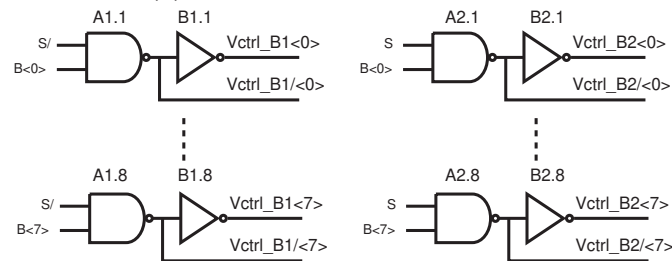 A1.1 B1.1 A2.1 B2.1
S/ Vctrl_B1<0> S Vctrl_B2<0>
B<0> B<0>
Vctrl_B1/<0> Vctrl_B2/<0>
A1.8 B1.8 A2.8 B2.8
S/ Vctrl_B1<7> S Vctrl_B2<7>
B<7> B<7>
Vctrl_B1/<7> Vctrl_B2/<7>